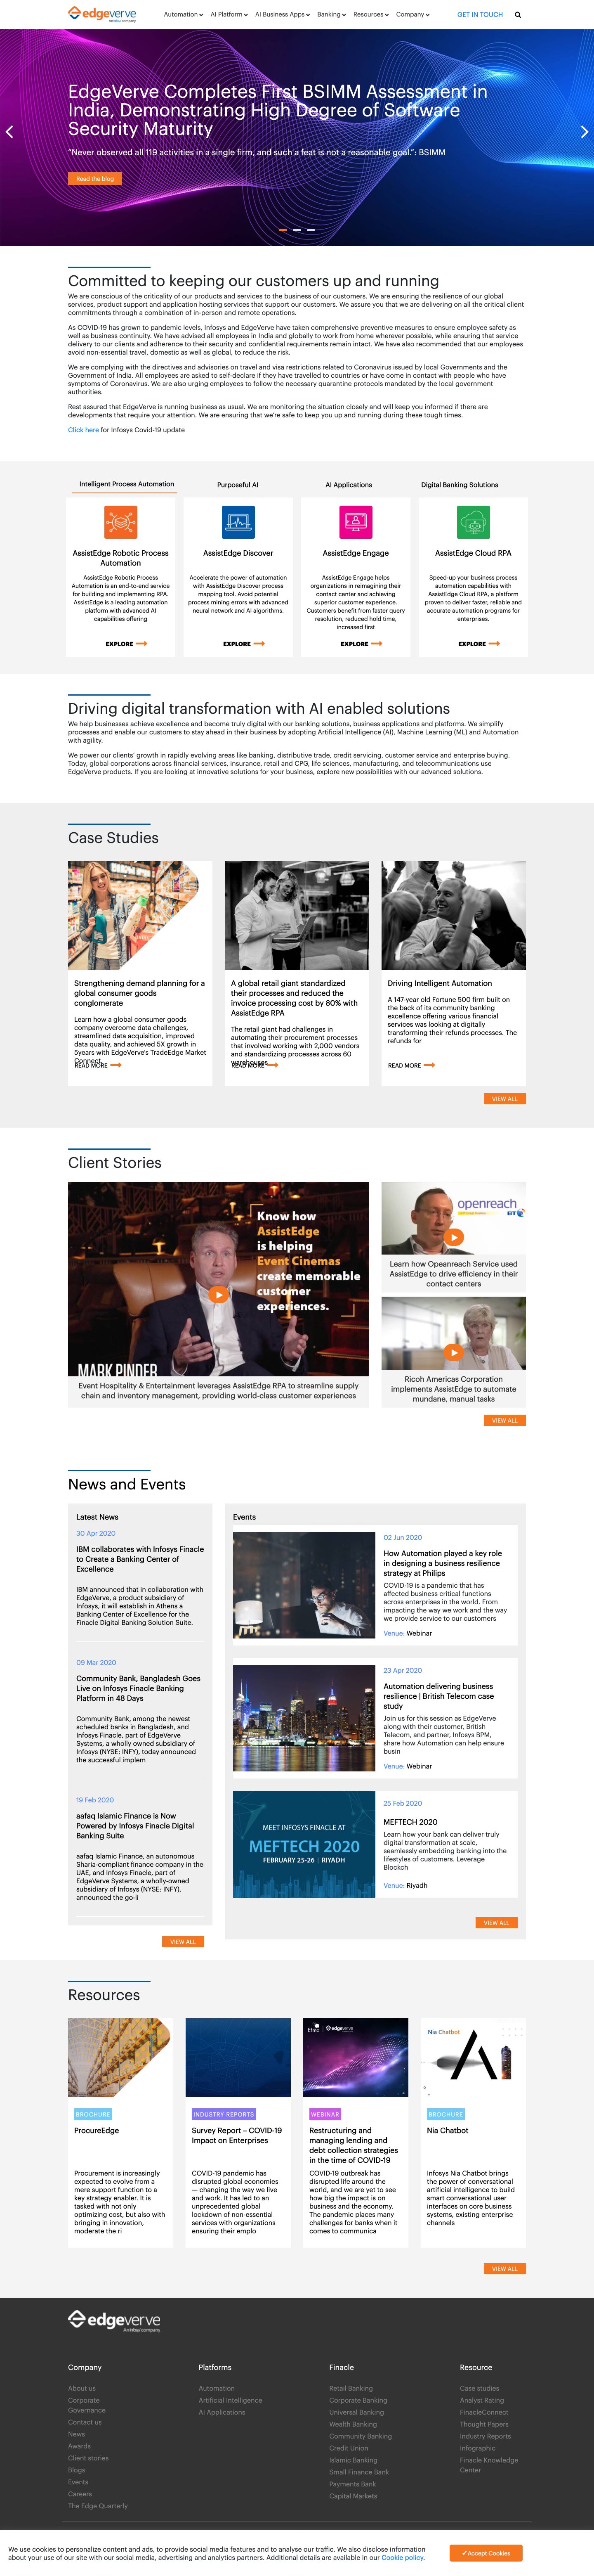 edgeverve
An Infosys company
Automation
AI Platform
AI Business Apps
Banking
Resources
Company
GET IN TOUCH
EdgeVerve Completes First BSIMM Assessment in
India, Demonstrating High Degree of Software
Security Maturity
"Never observed all 119 activities in a single firm, and such a feat is not a reasonable goal.": BSIMM
Read the blog
Committed to keeping our customers up and running
We are conscious of the criticality of our products and services to the business of our customers. We are ensuring the resilience of our global
services, product support and application hosting services that support our customers. We assure you that we are delivering on all the critical client
commitments through a combination of in-person and remote operations.
As COVID-19 has grown to pandemic levels, Infosys and EdgeVerve have taken comprehensive preventive measures to ensure employee safety as
well as business continuity. We have advised all employees in India and globally to work from home wherever possible, while ensuring that service
delivery to our clients and adherence to their security and confidential requirements remain intact. We have also recommended that our employees
avoid non-essential travel, domestic as well as global, to reduce the risk.
We are complying with the directives and advisories on travel and visa restrictions related to Coronavirus issued by local Governments and the
Government of India. All employees are asked to self-declare if they have travelled to countries or have come in contact with people who have
symptoms of Coronavirus. We are also urging employees to follow the necessary quarantine protocols mandated by the local government
authorities.
Rest assured that EdgeVerve is running business as usual. We are monitoring the situation closely and will keep you informed if there are
developments that require your attention. We are ensuring that we're safe to keep you up and running during these tough times.
Click here for Infosys Covid-19 update
Intelligent Process Automation
Purposeful AI
AI Applications
Digital Banking Solutions
AssistEdge Robotic Process
Automation
AssistEdge Robotic Process
Automation is an end-to-end service
for building and implementing RPA.
AssistEdge is a leading automation
platform with advanced AI
capabilities offering
EXPLORE
AssistEdge Discover
Accelerate the power of automation
with AssistEdge Discover process
mapping tool. Avoid potential
process mining errors with advanced
neural network and AI algorithms.
EXPLORE
AssistEdge Engage
AssistEdge Engage helps
organizations in reimagining their
contact center and achieving
superior customer experience.
Customers benefit from faster query
resolution, reduced hold time,
increased first
EXPLORE
AssistEdge Cloud RPA
Speed-up your business process
automation capabilities with
AssistEdge Cloud RPA, a platform
proven to deliver faster, reliable and
accurate automation programs for
enterprises.
EXPLORE
Driving digital transformation with AI enabled solutions
We help businesses achieve excellence and become truly digital with our banking solutions, business applications and platforms. We simplify
processes and enable our customers to stay ahead in their business by adopting Artificial Intelligence (AI), Machine Learning (ML) and Automation
with agility.
We power our clients' growth in rapidly evolving areas like banking, distributive trade, credit servicing, customer service and enterprise buying.
Today, global corporations across financial services, insurance, retail and CPG, life sciences, manufacturing, and telecommunications use
EdgeVerve products. If you are looking at innovative solutions for your business, explore new possibilities with our advanced solutions.
Case Studies
Strengthening demand planning for a
global consumer goods
conglomerate
Learn how a global consumer goods
company overcome data challenges,
streamlined data acquisition, improved
data quality, and achieved 5X growth in
5years with EdgeVerve's TradeEdge Market
Connect.
READ MORE
A global retail giant standardized
their processes and reduced the
invoice processing cost by 80% with
AssistEdge RPA
The retail giant had challenges in
automating their procurement processes
that involved working with 2,000 vendors
and standardizing processes across 60
warehouses.
READ MORE
Driving Intelligent Automation
A 147-year old Fortune 500 firm built on
the back of its community banking
excellence offering various financial
services was looking at digitally
transforming their refunds processes. The
refunds for
READ MORE
VIEW ALL
Client Stories
Know how
AssistEdge
is helping
Event Cinemas
create memorable
customer
experiences.
MARK PINDER
Event Hospitality & Entertainment leverages AssistEdge RPA to streamline supply
chain and inventory management, providing world-class customer experiences
openreach
BT
Learn how Opeanreach Service used
AssistEdge to drive efficiency in their
contact centers
Ricoh Americas Corporation
implements AssistEdge to automate
mundane, manual tasks
VIEW ALL
News and Events
Latest News
30 Apr 2020
IBM collaborates with Infosys Finacle
to Create a Banking Center of
Excellence
IBM announced that in collaboration with
EdgeVerve, a product subsidiary of
Infosys, it will establish in Athens a
Banking Center of Excellence for the
Finacle Digital Banking Solution Suite.
09 Mar 2020
Community Bank, Bangladesh Goes
Live on Infosys Finacle Banking
Platform in 48 Days
Community Bank, among the newest
scheduled banks in Bangladesh, and
Infosys Finacle, part of EdgeVerve
Systems, a wholly owned subsidiary of
Infosys (NYSE: INFY), today announced
the successful implem
19 Feb 2020
aafaq Islamic Finance is Now
Powered by Infosys Finacle Digital
Banking Suite
aafaq Islamic Finance, an autonomous
Sharia-compliant finance company in the
UAE, and Infosys Finacle, part of
EdgeVerve Systems, a wholly-owned
subsidiary of Infosys (NYSE: INFY),
announced the go-li
VIEW ALL
Events
02 Jun 2020
How Automation played a key role
in designing a business resilience
strategy at Philips
COVID-19 is a pandemic that has
affected business critical functions
across enterprises in the world. From
impacting the way we work and the way
we provide service to our customers
Venue: Webinar
23 Apr 2020
Automation delivering business
resilience | British Telecom case
study
Join us for this session as EdgeVerve
along with their customer, British
Telecom, and partner, Infosys BPM,
share how Automation can help ensure
busin
Venue: Webinar
MEET INFOSYS FINACLE AT
MEFTECH 2020
FEBRUARY 25-26 | RIYADH
25 Feb 2020
MEFTECH 2020
Learn how your bank can deliver truly
digital transformation at scale,
seamlessly embedding banking into the
lifestyles of customers. Leverage
Blockch
Venue: Riyadh
VIEW ALL
Resources
BROCHURE
ProcureEdge
Procurement is increasingly
expected to evolve from a
mere support function to a
key strategy enabler. It is
tasked with not only
optimizing cost, but also with
bringing in innovation,
moderate the ri
INDUSTRY REPORTS
Survey Report – COVID-19
Impact on Enterprises
COVID-19 pandemic has
disrupted global economies
— changing the way we live
and work. It has led to an
unprecedented global
lockdown of non-essential
services with organizations
ensuring their emplo
edgeverve
WEBINAR
Restructuring and
managing lending and
debt collection strategies
in the time of COVID-19
COVID-19 outbreak has
disrupted life around the
world, and we are yet to see
how big the impact is on
business and the economy.
The pandemic places many
challenges for banks when it
comes to communica
Nia Chatbot
BROCHURE
Nia Chatbot
Infosys Nia Chatbot brings
the power of conversational
artificial intelligence to build
smart conversational user
interfaces on core business
systems, existing enterprise
channels
VIEW ALL
edgeverve
An Infosys company
Company
About us
Corporate
Governance
Contact us
News
Awards
Client stories
Blogs
Events
Careers
The Edge Quarterly
Platforms
Automation
Artificial Intelligence
AI Applications
Finacle
Retail Banking
Corporate Banking
Universal Banking
Wealth Banking
Community Banking
Credit Union
Islamic Banking
Small Finance Bank
Payments Bank
Capital Markets
Resource
Case studies
Analyst Rating
FinacleConnect
Thought Papers
Industry Reports
Infographic
Finacle Knowledge
Center
We use cookies to personalize content and ads, to provide social media features and to analyse our traffic. We also disclose information
about your use of our site with our social media, advertising and analytics partners. Additional details are available in our Cookie policy.
✓Accept Cookies